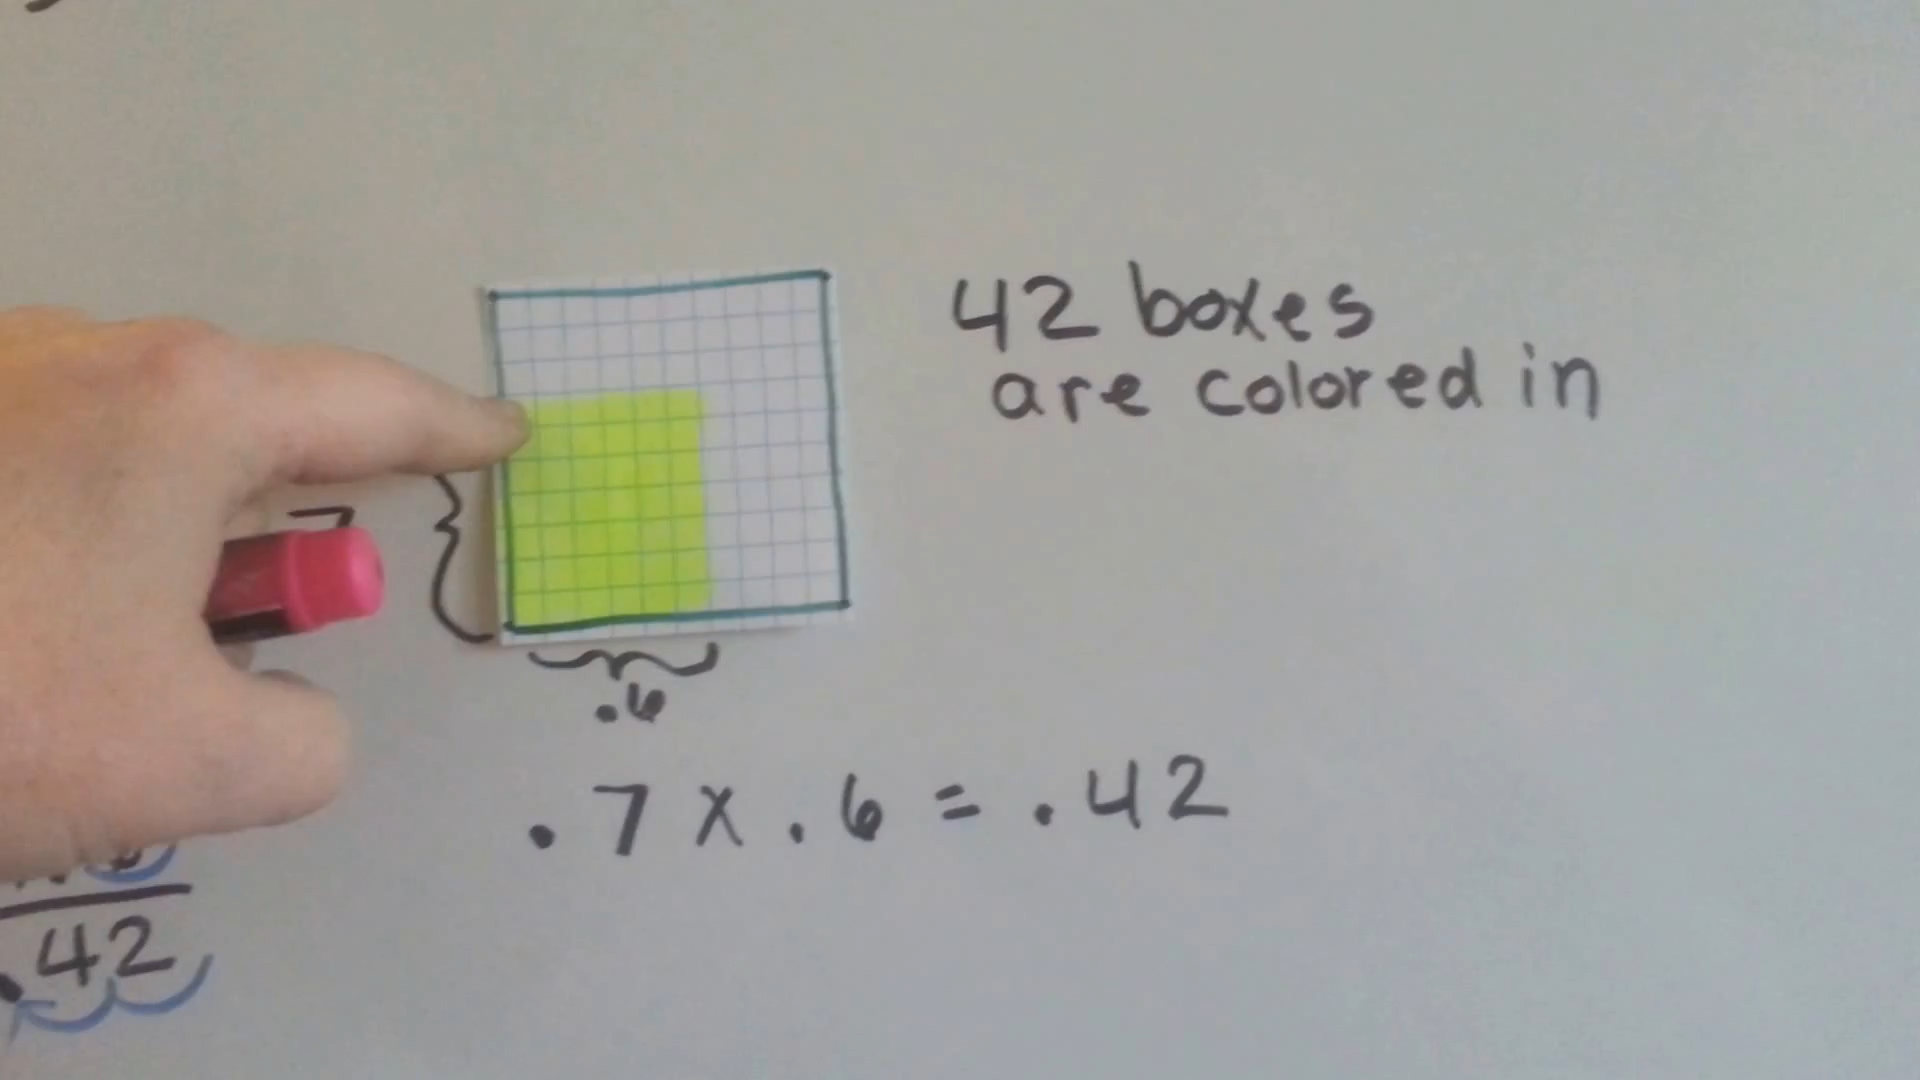 42 boxes
are colored in
7
.6
.7 x .6 = .42
.42